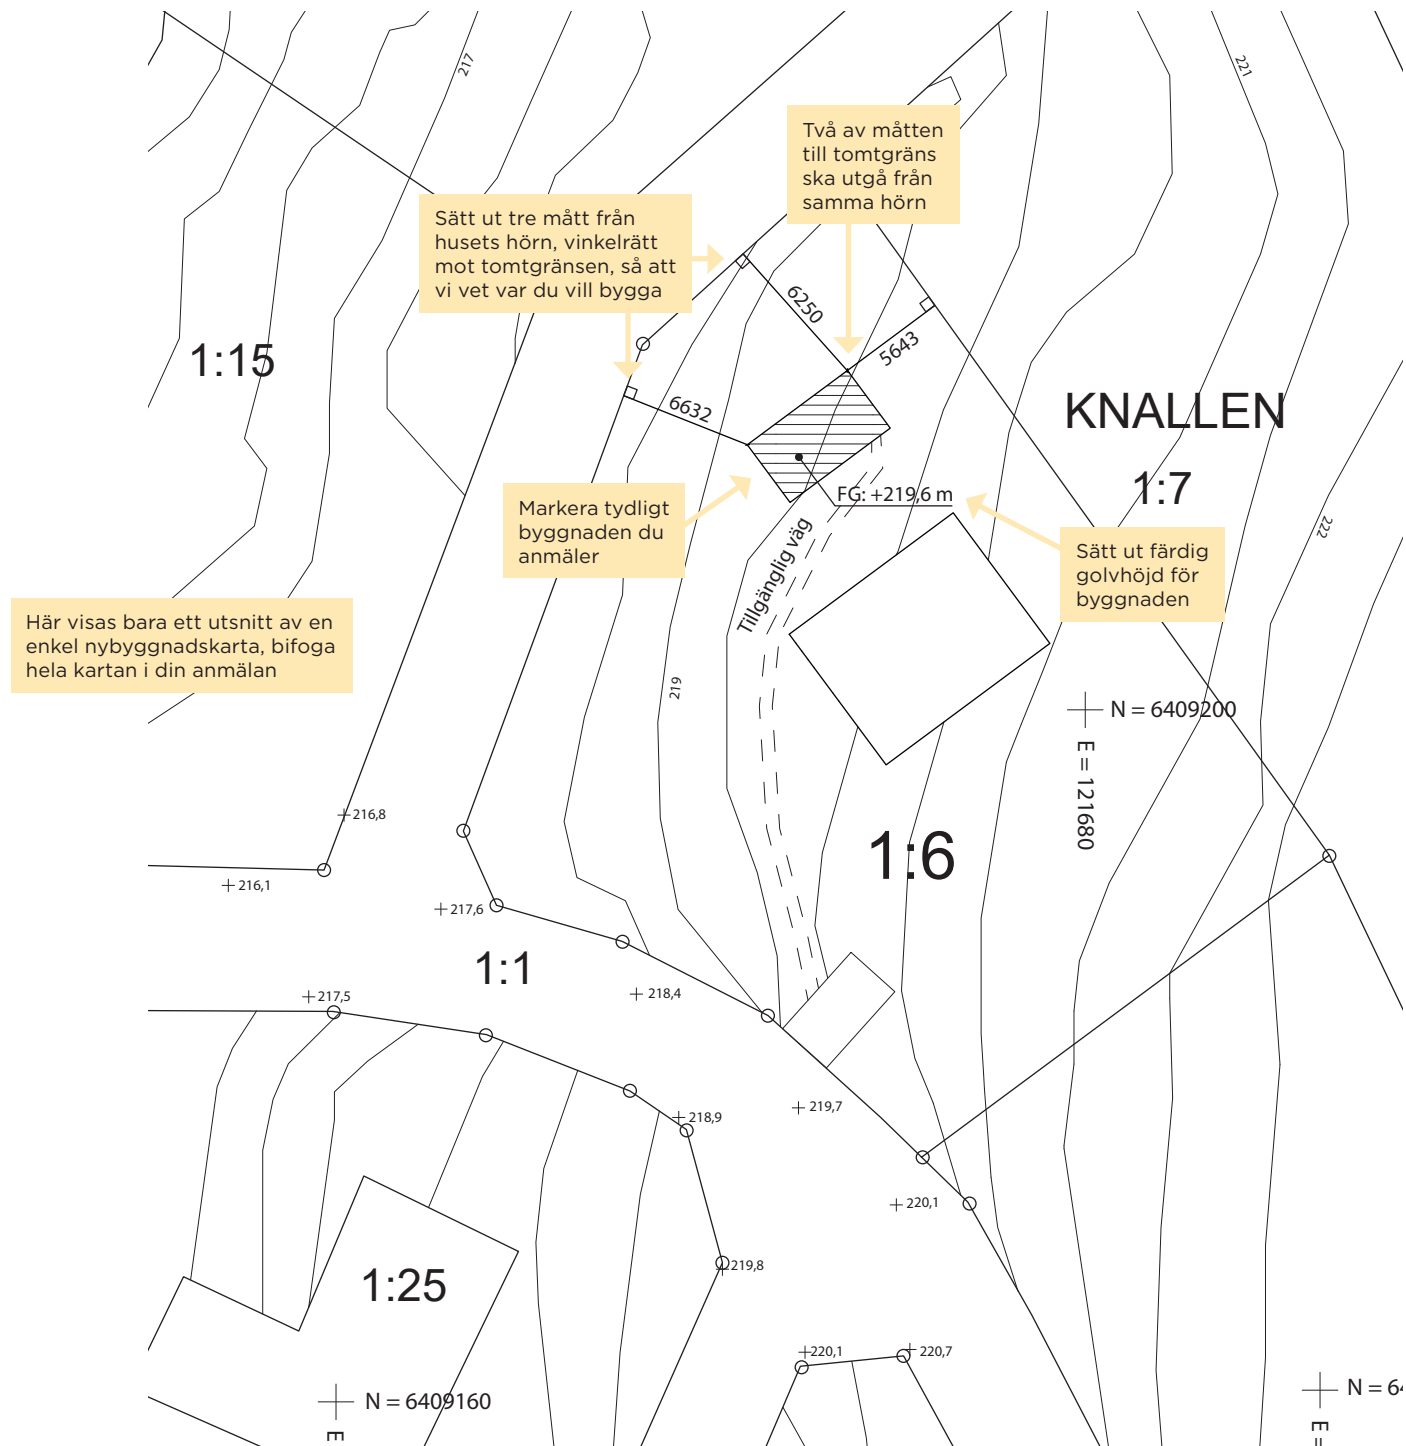 217
221
Två av måtten
till tomtgräns
ska utgå från
samma hörn
Sätt ut tre mått från
husets hörn, vinkelrätt
mot tomtgränsen, så att
vi vet var du vill bygga
6250
5643
1:15
6632
KNALLEN
1:7
FG: +219,6 m
Markera tydligt
byggnaden du
anmäler
222
Sätt ut färdig
golvhöjd för
byggnaden
Tillgänglig väg
Här visas bara ett utsnitt av en
enkel nybyggnadskarta, bifoga
hela kartan i din anmälan
219
N = 6409200
E = 121680
216,8
1:6
216,1
217,6
1:1
218,4
217,5
219,7
218,9
220,1
219,8
1:25
220,1
220,7
N = 6409160
E
N = 64
E =